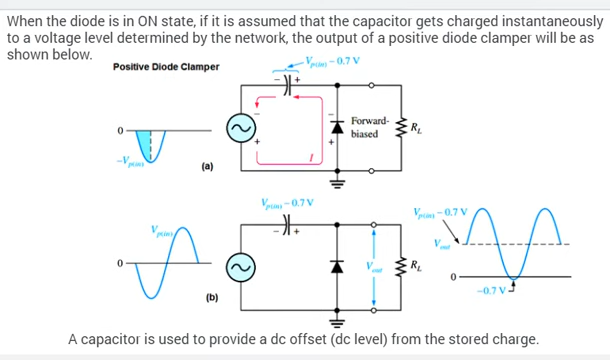 When the diode is in ON state, if it is assumed that the capacitor gets charged instantaneously
to a voltage level determined by the network, the output of a positive diode clamper will be as
shown below.
Positive Diode Clamper
Vp(in) – 0.7 V
– +
– +
– +
0
–Vp(in)
Forward-
biased
RL
I
(a)
Vp(in) – 0.7 V
– +
Vp(in)
0
Vout
RL
Vp(in) – 0.7 V
Vout
0
–0.7 V
(b)
A capacitor is used to provide a dc offset (dc level) from the stored charge.